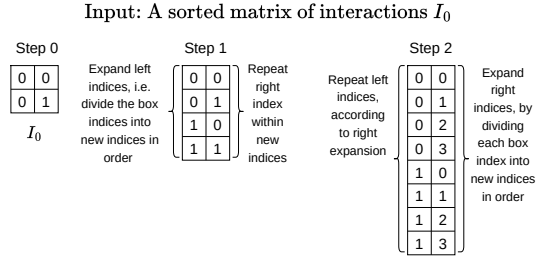 Input: A sorted matrix of interactions I₀
Step 0
0 0
0 1
I₀
Expand left
indices, i.e.
divide the box
indices into
new indices in
order
Step 1
0 0
0 1
1 0
1 1
Repeat
right
index
within
new
indices
Repeat left
indices,
according
to right
expansion
Step 2
0 0
0 1
0 2
0 3
1 0
1 1
1 2
1 3
Expand
right
indices, by
dividing
each box
index into
new indices
in order